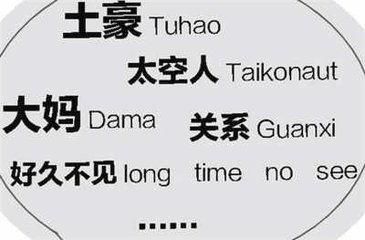 土豪 Tuhao
太空人 Taikonaut
大妈 Dama
关系 Guanxi
好久不见 long time no see
......